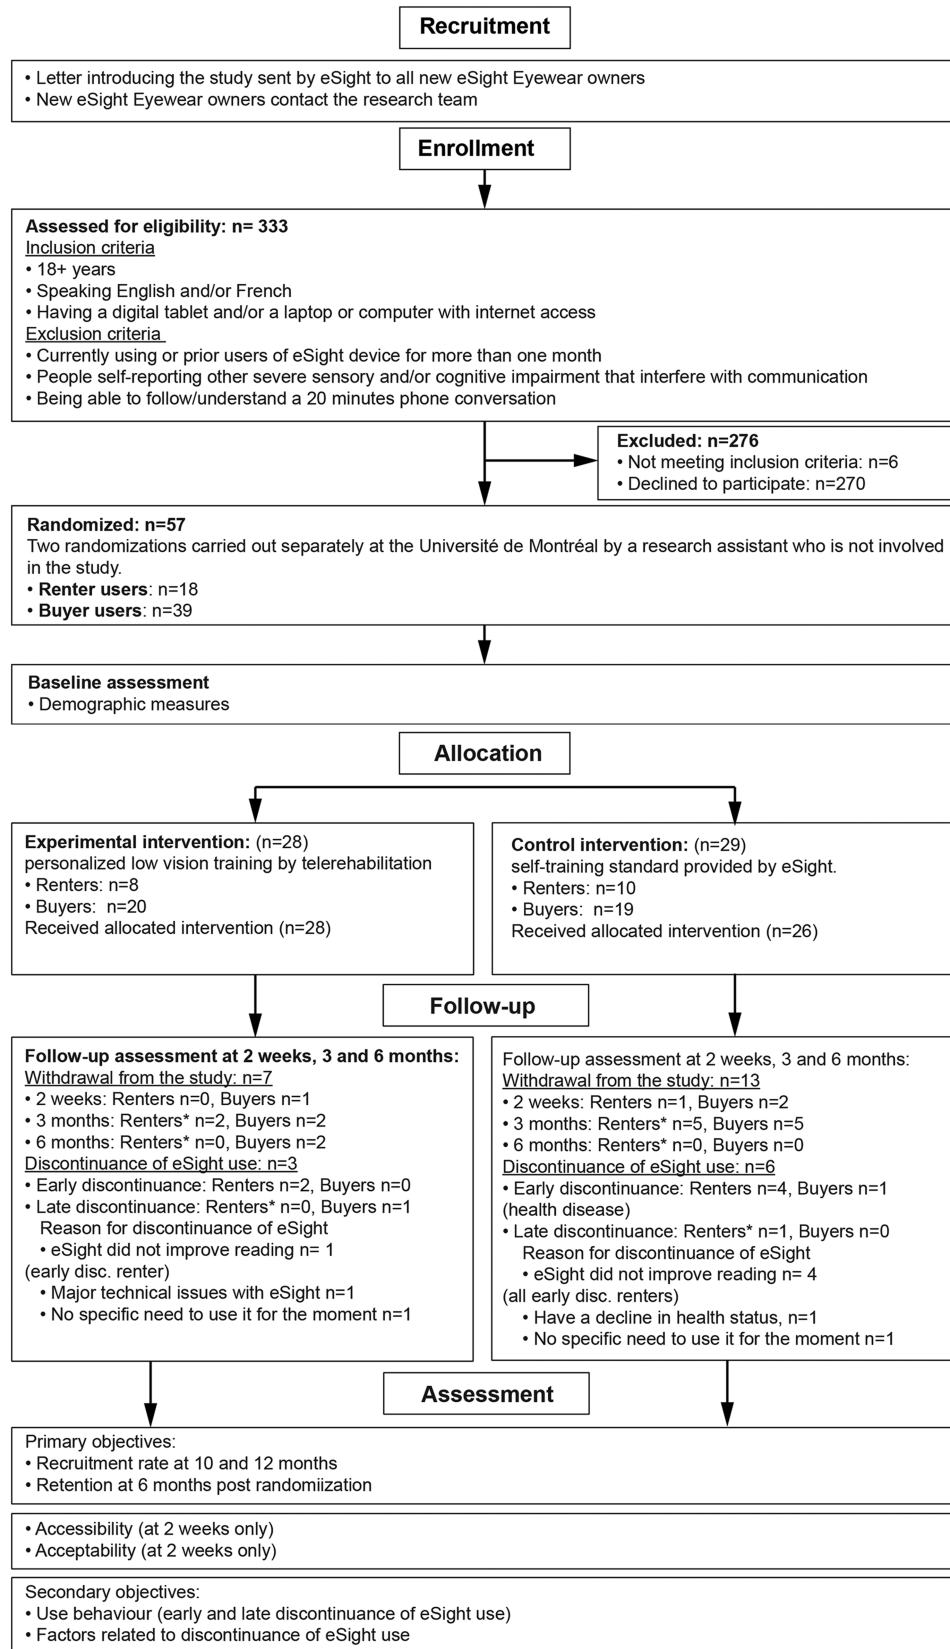 Recruitment
• Letter introducing the study sent by eSight to all new eSight Eyewear owners
• New eSight Eyewear owners contact the research team
Enrollment
Assessed for eligibility: n= 333
Inclusion criteria
• 18+ years
• Speaking English and/or French
• Having a digital tablet and/or a laptop or computer with internet access
Exclusion criteria
• Currently using or prior users of eSight device for more than one month
• People self-reporting other severe sensory and/or cognitive impairment that interfere with communication
• Being able to follow/understand a 20 minutes phone conversation
Excluded: n=276
• Not meeting inclusion criteria: n=6
• Declined to participate: n=270
Randomized: n=57
Two randomizations carried out separately at the Université de Montréal by a research assistant who is not involved
in the study.
• Renter users: n=18
• Buyer users: n=39
Baseline assessment
• Demographic measures
Allocation
Experimental intervention: (n=28)
personalized low vision training by telerehabilitation
• Renters: n=8
• Buyers: n=20
Received allocated intervention (n=28)
Control intervention: (n=29)
self-training standard provided by eSight.
• Renters: n=10
• Buyers: n=19
Received allocated intervention (n=26)
Follow-up
Follow-up assessment at 2 weeks, 3 and 6 months:
Withdrawal from the study: n=7
• 2 weeks: Renters n=0, Buyers n=1
• 3 months: Renters* n=2, Buyers n=2
• 6 months: Renters* n=0, Buyers n=2
Discontinuance of eSight use: n=3
• Early discontinuance: Renters n=2, Buyers n=0
• Late discontinuance: Renters* n=0, Buyers n=1
Reason for discontinuance of eSight
• eSight did not improve reading n= 1
(early disc. renter)
• Major technical issues with eSight n=1
• No specific need to use it for the moment n=1
Follow-up assessment at 2 weeks, 3 and 6 months:
Withdrawal from the study: n=13
• 2 weeks: Renters n=1, Buyers n=2
• 3 months: Renters* n=5, Buyers n=5
• 6 months: Renters* n=0, Buyers n=0
Discontinuance of eSight use: n=6
• Early discontinuance: Renters n=4, Buyers n=1
(health disease)
• Late discontinuance: Renters* n=1, Buyers n=0
Reason for discontinuance of eSight
• eSight did not improve reading n= 4
(all early disc. renters)
• Have a decline in health status, n=1
• No specific need to use it for the moment n=1
Assessment
Primary objectives:
• Recruitment rate at 10 and 12 months
• Retention at 6 months post randomiization
• Accessibility (at 2 weeks only)
• Acceptability (at 2 weeks only)
Secondary objectives:
• Use behaviour (early and late discontinuance of eSight use)
• Factors related to discontinuance of eSight use